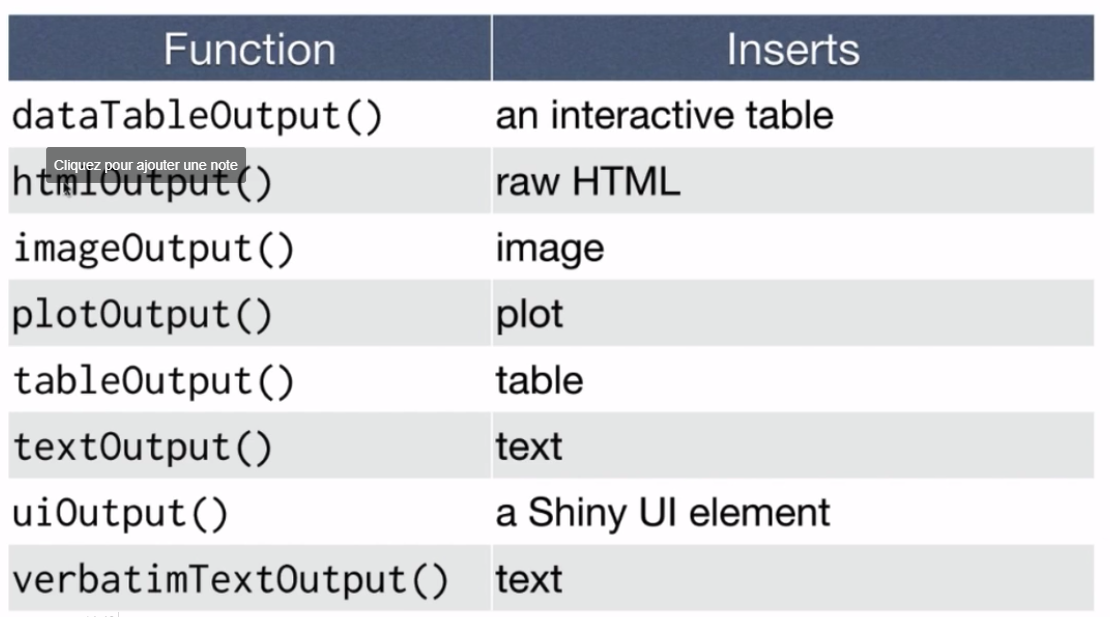 Function Inserts
dataTableOutput() an interactive table
Cliquez pour ajouter une note
htmlOutput() raw HTML
imageOutput() image
plotOutput() plot
tableOutput() table
textOutput() text
uiOutput() a Shiny UI element
verbatimTextOutput() text